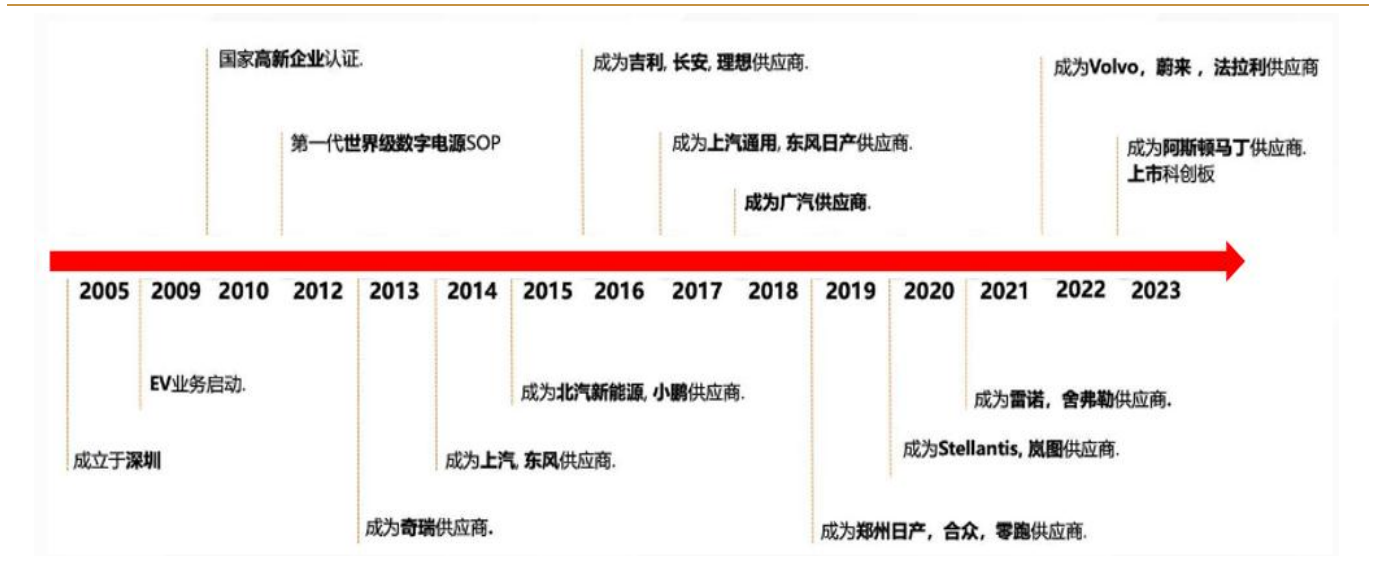 国家高新企业认证.
成为吉利, 长安, 理想供应商.
成为Volvo，蔚来 ，法拉利供应商
第一代世界级数字电源SOP
成为上汽通用, 东风日产供应商.
成为阿斯顿马丁供应商.
上市科创板
成为广汽供应商.
2005 2009 2010 2012 2013 2014 2015 2016 2017 2018 2019 2020 2021 2022 2023
EV业务启动.
成为北汽新能源, 小鹏供应商.
成为雷诺，舍弗勒供应商.
成立于深圳
成为上汽, 东风供应商.
成为Stellantis, 岚图供应商.
成为奇瑞供应商.
成为郑州日产，合众，零跑供应商.